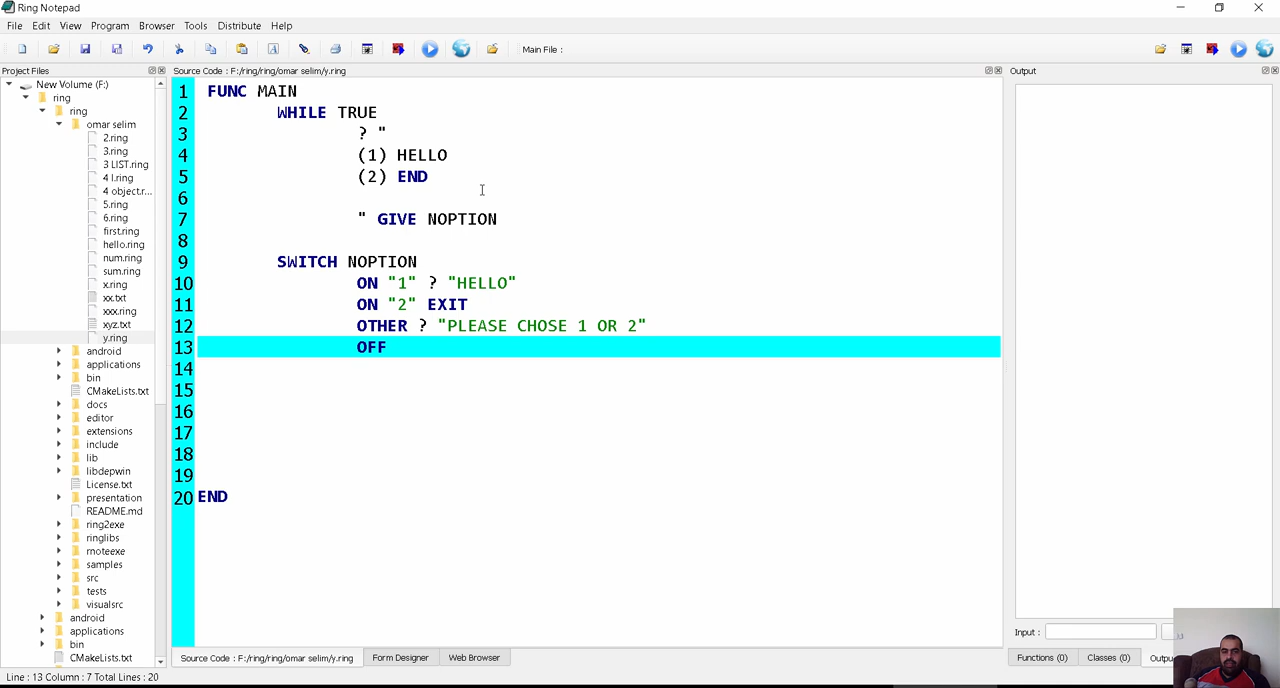 Ring Notepad
File Edit View Program Browser Tools Distribute Help
Main File :
Project Files
New Volume (F:)
ring
ring
omar selim
2.ring
3.ring
3 LIST.ring
4 l.ring
4 object.r...
5.ring
6.ring
first.ring
hello.ring
num.ring
sum.ring
x.ring
xx.txt
xxx.ring
xyz.txt
y.ring
android
applications
bin
CMakeLists.txt
docs
editor
extensions
include
lib
libdepwin
License.txt
presentation
README.md
ring2exe
ringlibs
rnoteexe
samples
src
tests
visualsrc
android
applications
bin
CMakeLists.txt
Source Code : F:/ring/ring/omar selim/y.ring
1 FUNC MAIN
2 WHILE TRUE
3 ? "
4 (1) HELLO
5 (2) END
6
7 " GIVE NOPTION
8
9 SWITCH NOPTION
10 ON "1" ? "HELLO"
11 ON "2" EXIT
12 OTHER ? "PLEASE CHOSE 1 OR 2"
13 OFF
14
15
16
17
18
19
20 END
Source Code : F:/ring/ring/omar selim/y.ring Form Designer Web Browser
Output
Input :
Functions (0) Classes (0)
Line : 13 Column : 7 Total Lines : 20